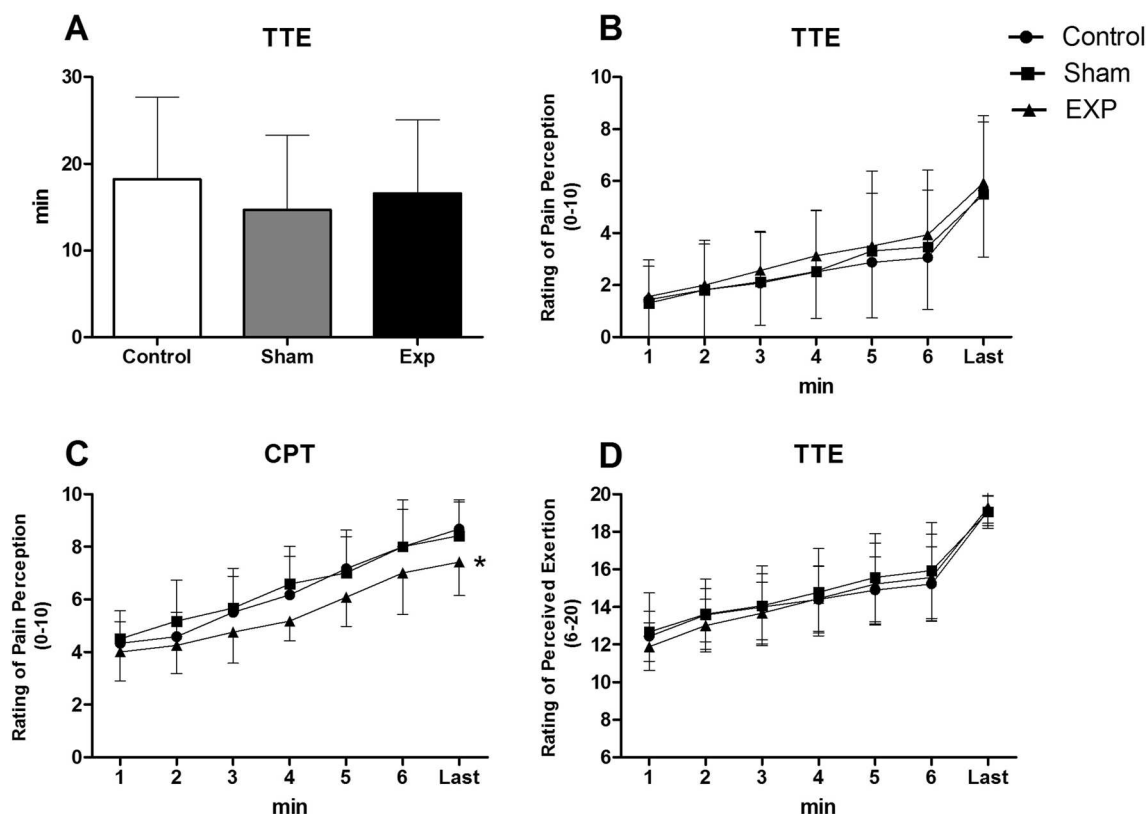 A
TTE
30
20
10
0
min
Control
Sham
Exp
B
TTE
10
8
6
4
2
0
Rating of Pain Perception
(0-10)
1 2 3 4 5 6 Last
min
Control
Sham
EXP
C
CPT
10
8
6
4
2
0
Rating of Pain Perception
(0-10)
*
1 2 3 4 5 6 Last
min
D
TTE
20
18
16
14
12
10
8
6
Rating of Perceived Exertion
(6-20)
1 2 3 4 5 6 Last
min